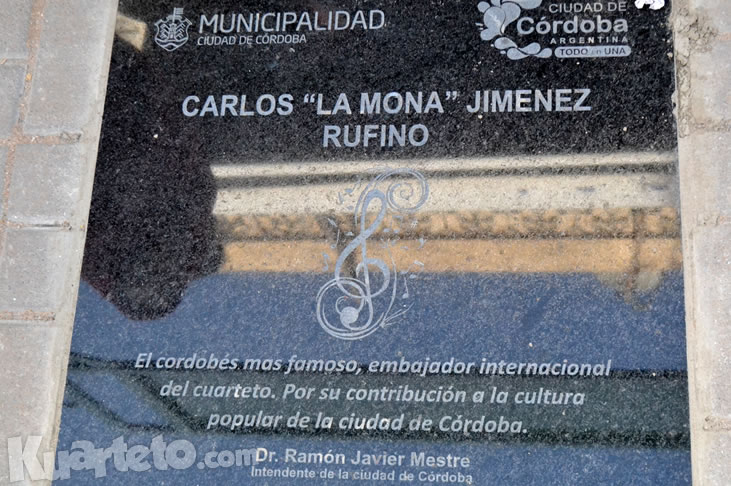 MUNICIPALIDAD
CIUDAD DE CÓRDOBA
CIUDAD DE
Córdoba
ARGENTINA
TODO en UNA
CARLOS “LA MONA” JIMENEZ
RUFINO
El cordobés mas famoso, embajador internacional
del cuarteto. Por su contribución a la cultura
popular de la ciudad de Córdoba.
Dr. Ramón Javier Mestre
Intendente de la ciudad de Córdoba
Kuarteto.com